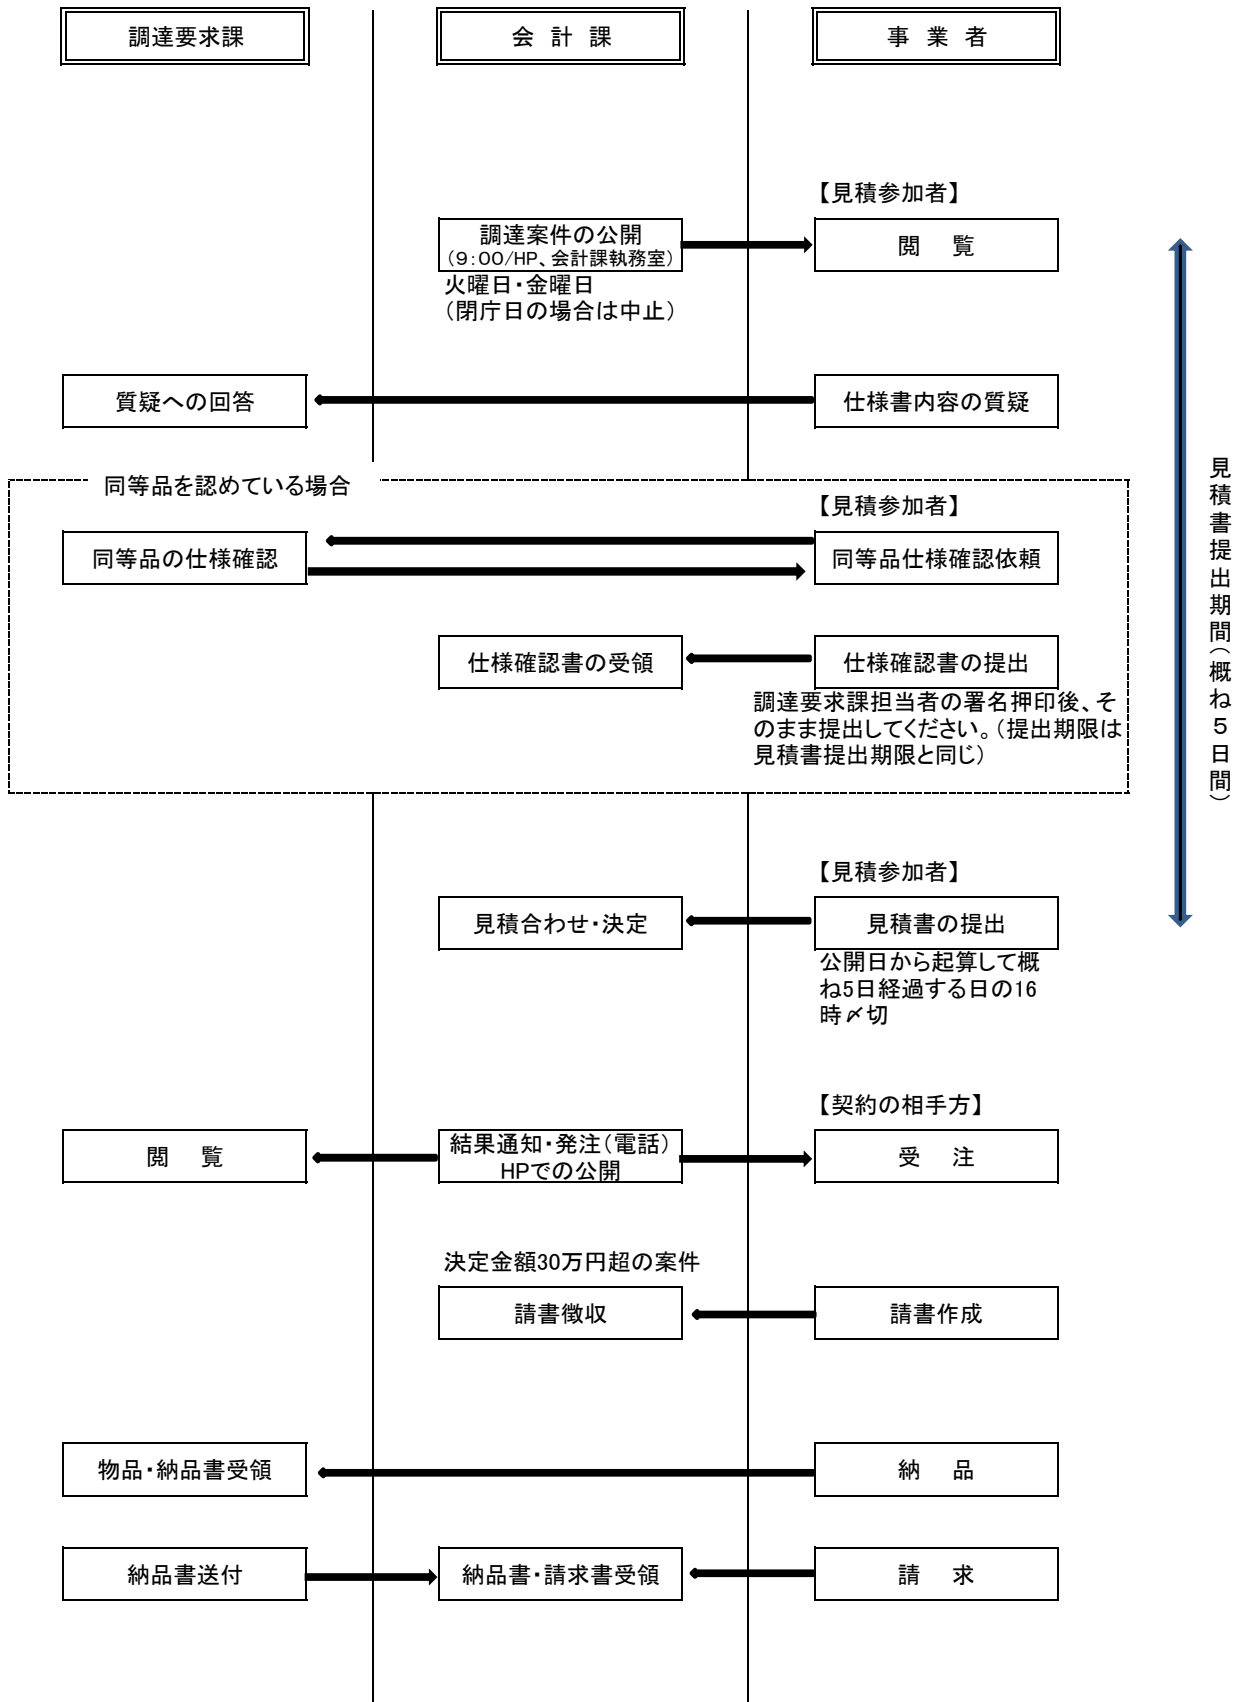 調達要求課
会 計 課
事 業 者
【見積参加者】
調達案件の公開
（9：00/HP、会計課執務室）
閲 覧
火曜日・金曜日
（閉庁日の場合は中止）
質疑への回答
仕様書内容の質疑
同等品を認めている場合
【見積参加者】
同等品の仕様確認
同等品仕様確認依頼
仕様確認書の受領
仕様確認書の提出
調達要求課担当者の署名押印後、そ
のまま提出してください。（提出期限は
見積書提出期限と同じ）
見積書提出期間（概ね５日間）
【見積参加者】
見積合わせ・決定
見積書の提出
公開日から起算して概
ね5日経過する日の16
時〆切
【契約の相手方】
閲 覧
結果通知・発注（電話）
HPでの公開
受 注
決定金額30万円超の案件
請書徴収
請書作成
物品・納品書受領
納 品
納品書送付
納品書・請求書受領
請 求